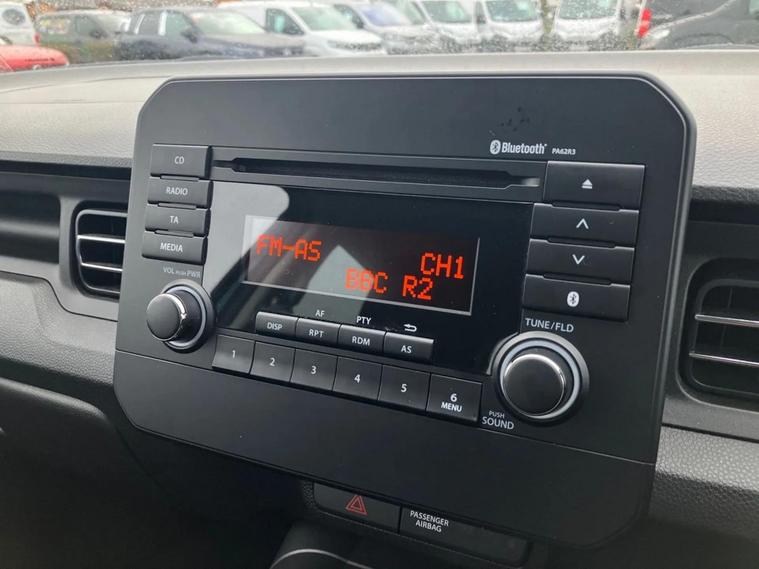 Bluetooth® PA62R3
CD
RADIO
TA
MEDIA
VOL PUSH PWR
FM-AS CH1
BBC R2
AF PTY
DISP RPT RDM AS
1 2 3 4 5 6
MENU
TUNE/FLD
PUSH
SOUND
PASSENGER
AIRBAG